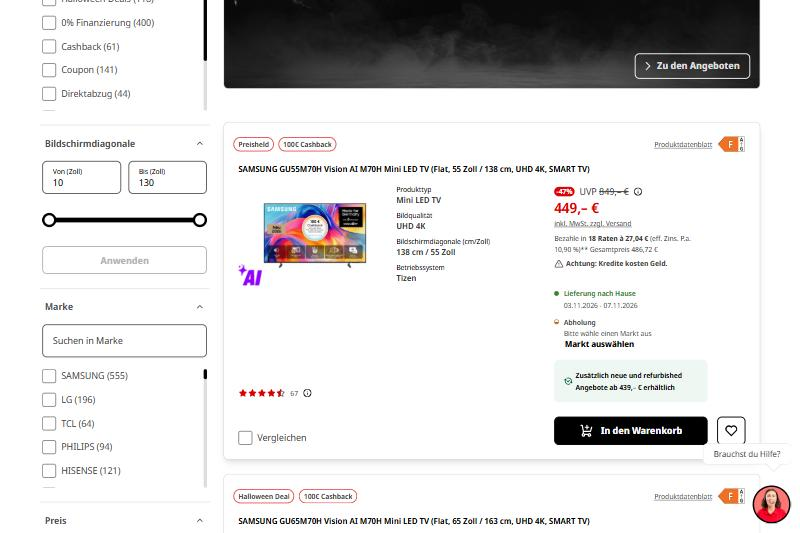 0% Finanzierung (400)
Cashback (61)
Coupon (141)
Direktabzug (44)
Bildschirmdiagonale
Von (Zoll)
10
Bis (Zoll)
130
Anwenden
Marke
Suchen in Marke
SAMSUNG (555)
LG (196)
TCL (64)
PHILIPS (94)
HISENSE (121)
Preis
Zu den Angeboten
Preisheld
100€ Cashback
Produktdatenblatt
F
SAMSUNG GU55M70H Vision AI M70H Mini LED TV (Flat, 55 Zoll / 138 cm, UHD 4K, SMART TV)
SAMSUNG
AI
Produkttyp
Mini LED TV
Bildqualität
UHD 4K
Bildschirmdiagonale (cm/Zoll)
138 cm / 55 Zoll
Betriebssystem
Tizen
67
Vergleichen
-47% UVP 849,– €
449,– €
inkl. MwSt. zzgl. Versand
Bezahle in 18 Raten à 27,04 € (eff. Zins. P.a.
10,90 %)** Gesamtpreis 486,72 €
Achtung: Kredite kosten Geld.
Lieferung nach Hause
03.11.2026 - 07.11.2026
Abholung
Bitte wähle einen Markt aus
Markt auswählen
Zusätzlich neue und refurbished
Angebote ab 439,– € erhältlich
In den Warenkorb
Brauchst du Hilfe?
Halloween Deal
100€ Cashback
Produktdatenblatt
F
SAMSUNG GU65M70H Vision AI M70H Mini LED TV (Flat, 65 Zoll / 163 cm, UHD 4K, SMART TV)